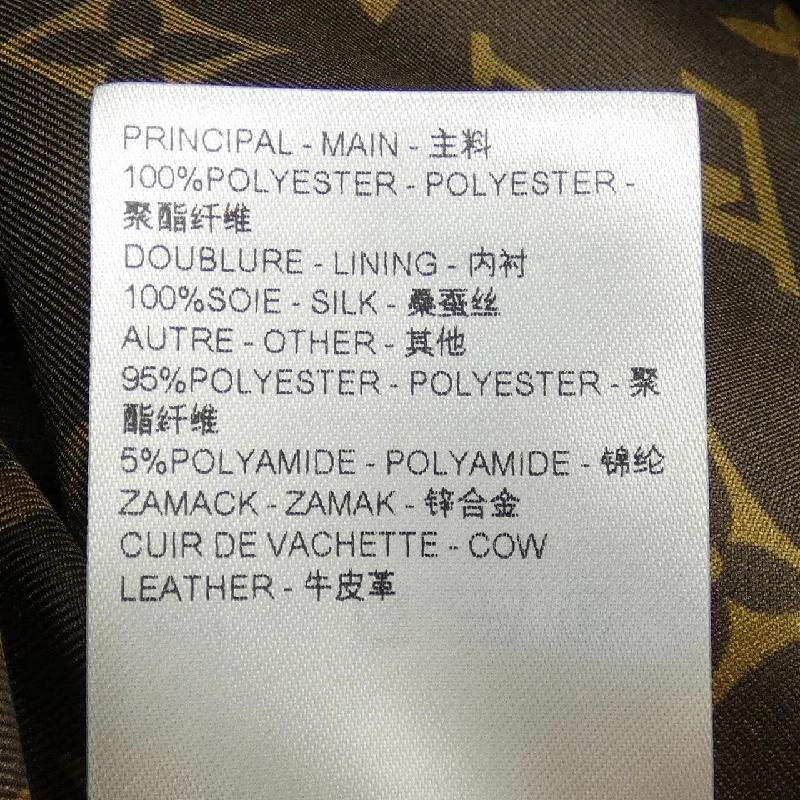 PRINCIPAL - MAIN - 主料
100%POLYESTER - POLYESTER -
聚酯纤维
DOUBLURE - LINING - 内衬
100%SOIE - SILK - 桑蚕丝
AUTRE - OTHER - 其他
95%POLYESTER - POLYESTER - 聚
酯纤维
5%POLYAMIDE - POLYAMIDE - 锦纶
ZAMACK - ZAMAK - 锌合金
CUIR DE VACHETTE - COW
LEATHER - 牛皮革